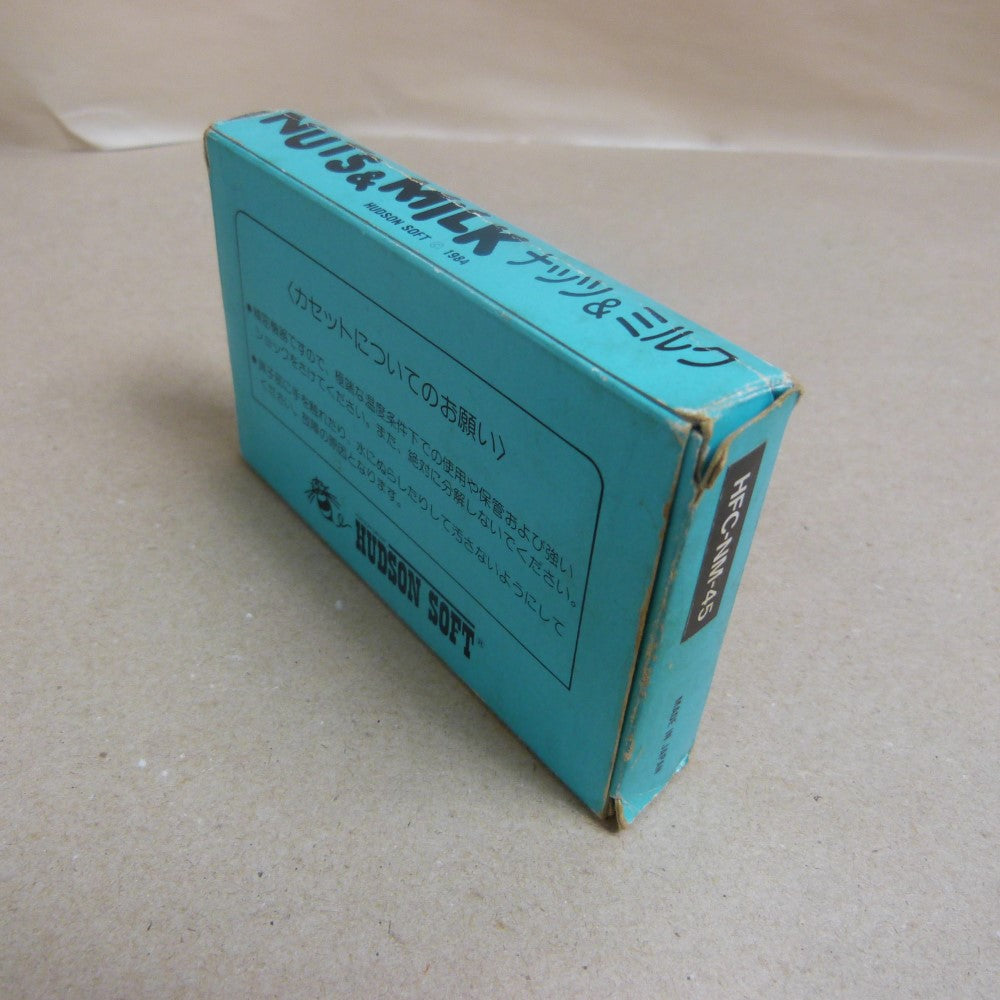 NUTS & MILK ナッツ&ミルク
HUDSON SOFT © 1984
〈カセットについてのお願い〉
●精密機器ですので、極端な温度条件下での使用や保管および強い
ショックをさけてください。また、絶対に分解しないでください。
●端子部に手を触れたり、水にぬらしたりして汚さないようにして
ください。故障の原因となります。
HUDSON SOFT®
HFC-NM-45
MADE IN JAPAN